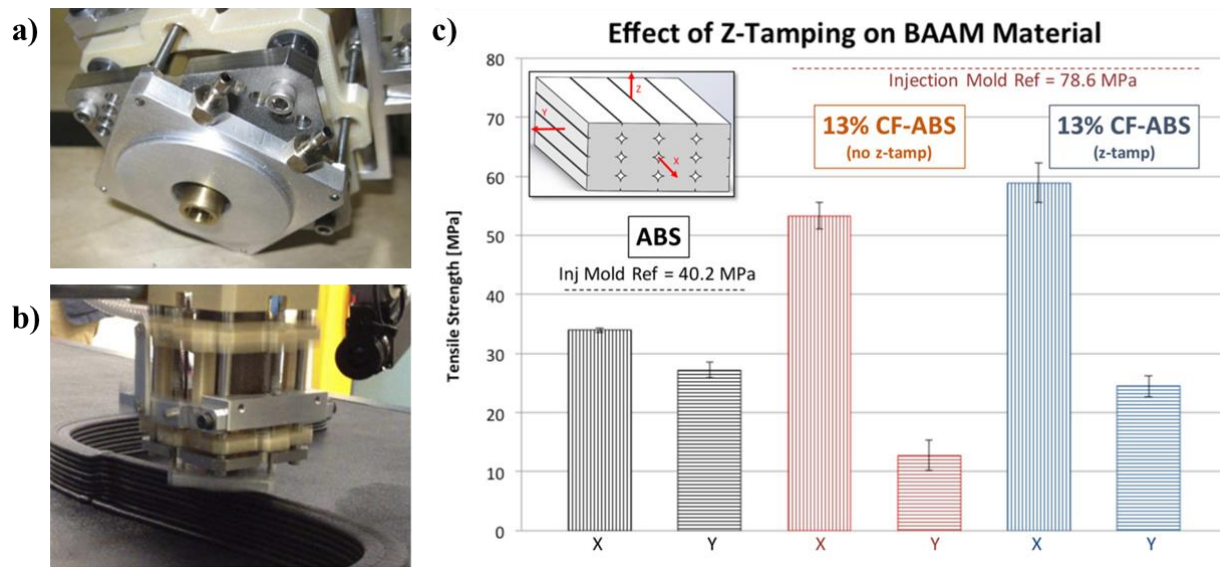 a)
b)
c)
Effect of Z-Tamping on BAAM Material
Tensile Strength [MPa]
80
70
60
50
40
30
20
10
0
Z
Y
X
Injection Mold Ref = 78.6 MPa
13% CF-ABS
(no z-tamp)
13% CF-ABS
(z-tamp)
ABS
Inj Mold Ref = 40.2 MPa
X Y X Y X Y